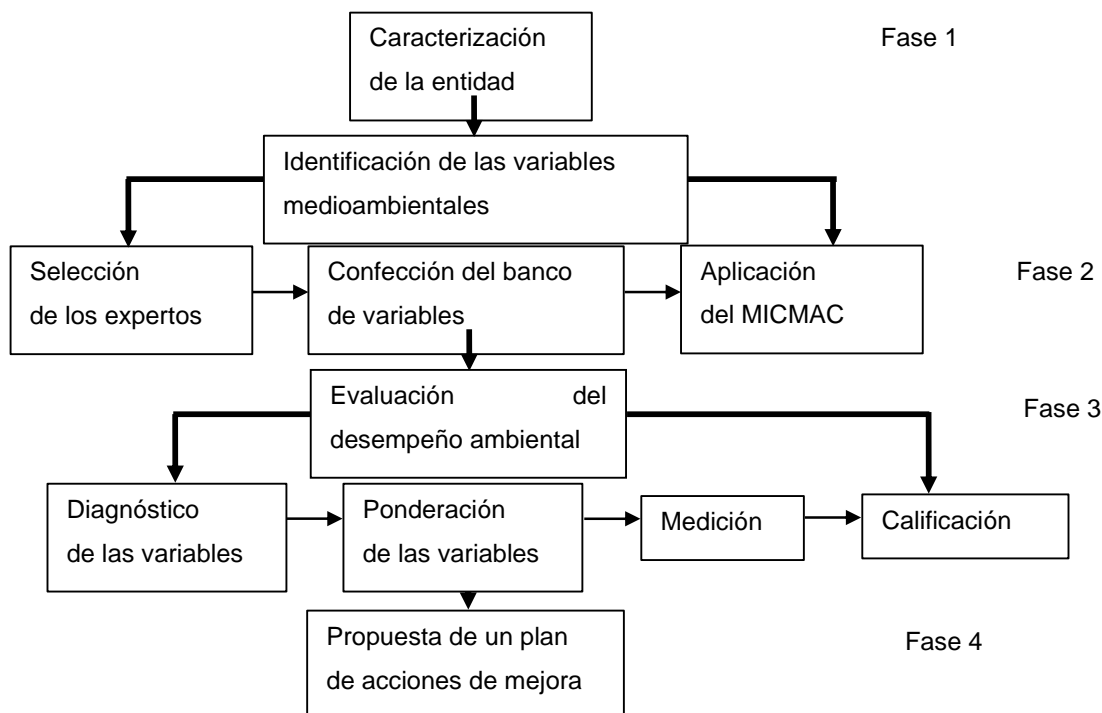 Caracterización
de la entidad
Fase 1
Identificación de las variables
medioambientales
Selección
de los expertos
Confección del banco
de variables
Aplicación
del MICMAC
Fase 2
Evaluación del
desempeño ambiental
Fase 3
Diagnóstico
de las variables
Ponderación
de las variables
Medición
Calificación
Propuesta de un plan
de acciones de mejora
Fase 4